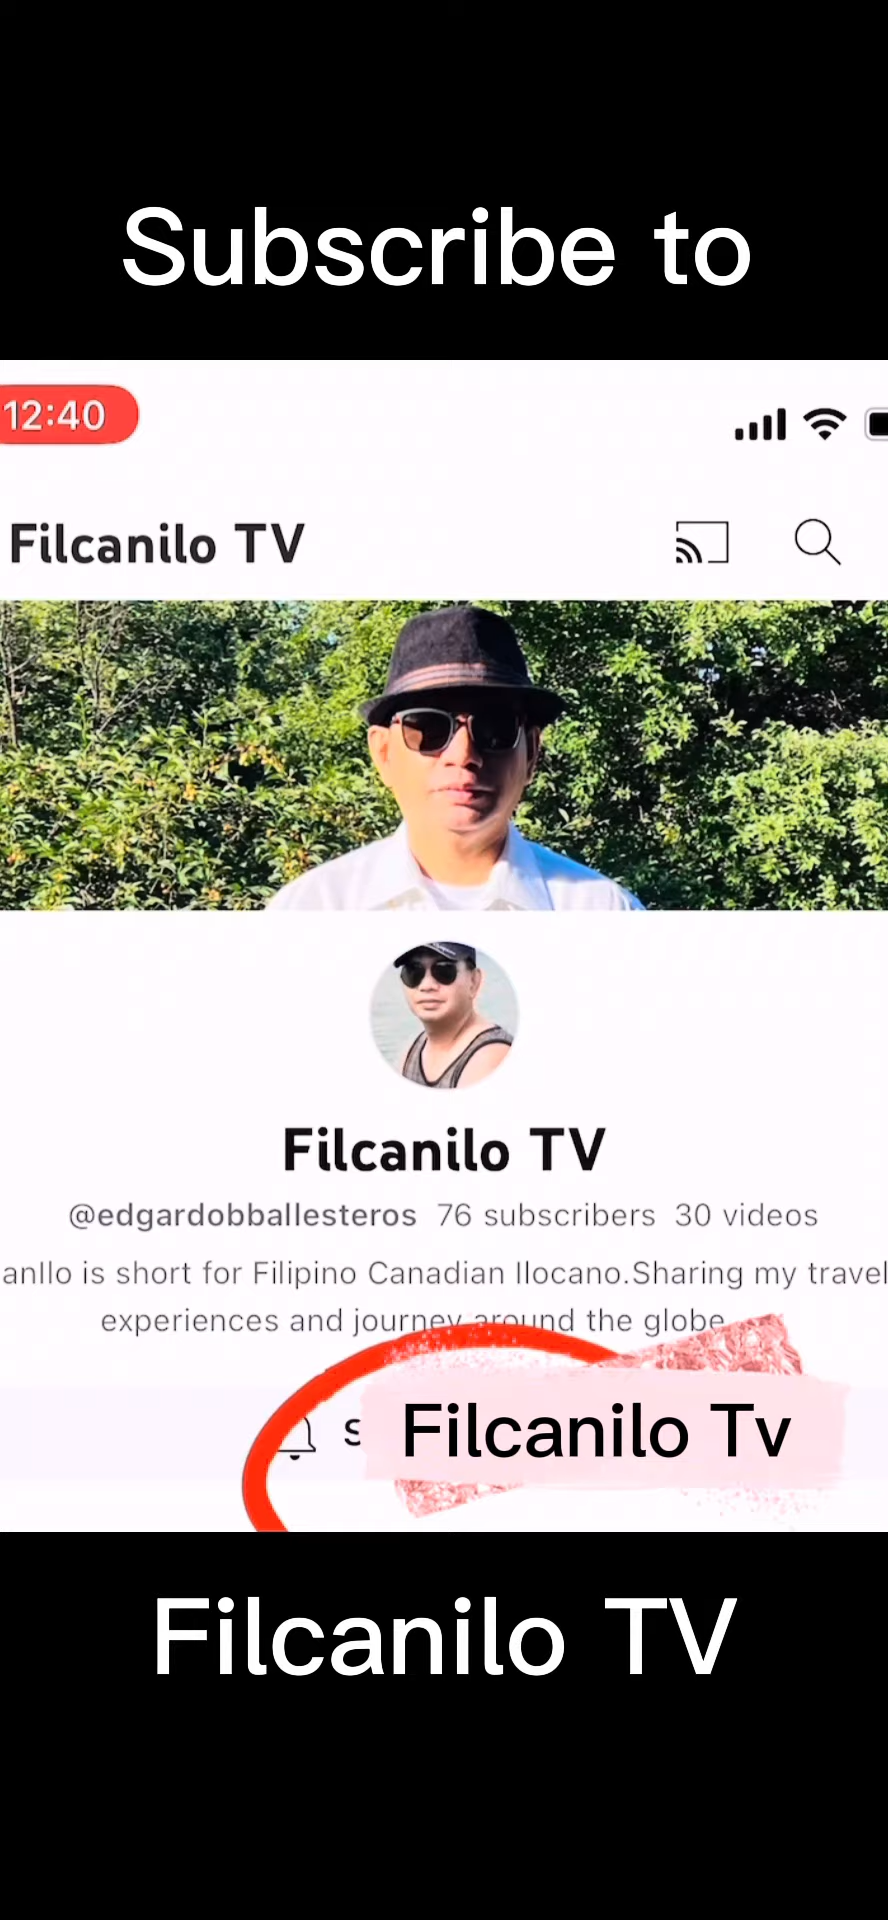 Subscribe to
12:40
Filcanilo TV
Filcanilo TV
@edgardobballesteros 76 subscribers 30 videos
anllo is short for Filipino Canadian Ilocano.Sharing my travel
experiences and journey around the globe
Filcanilo Tv
Filcanilo TV